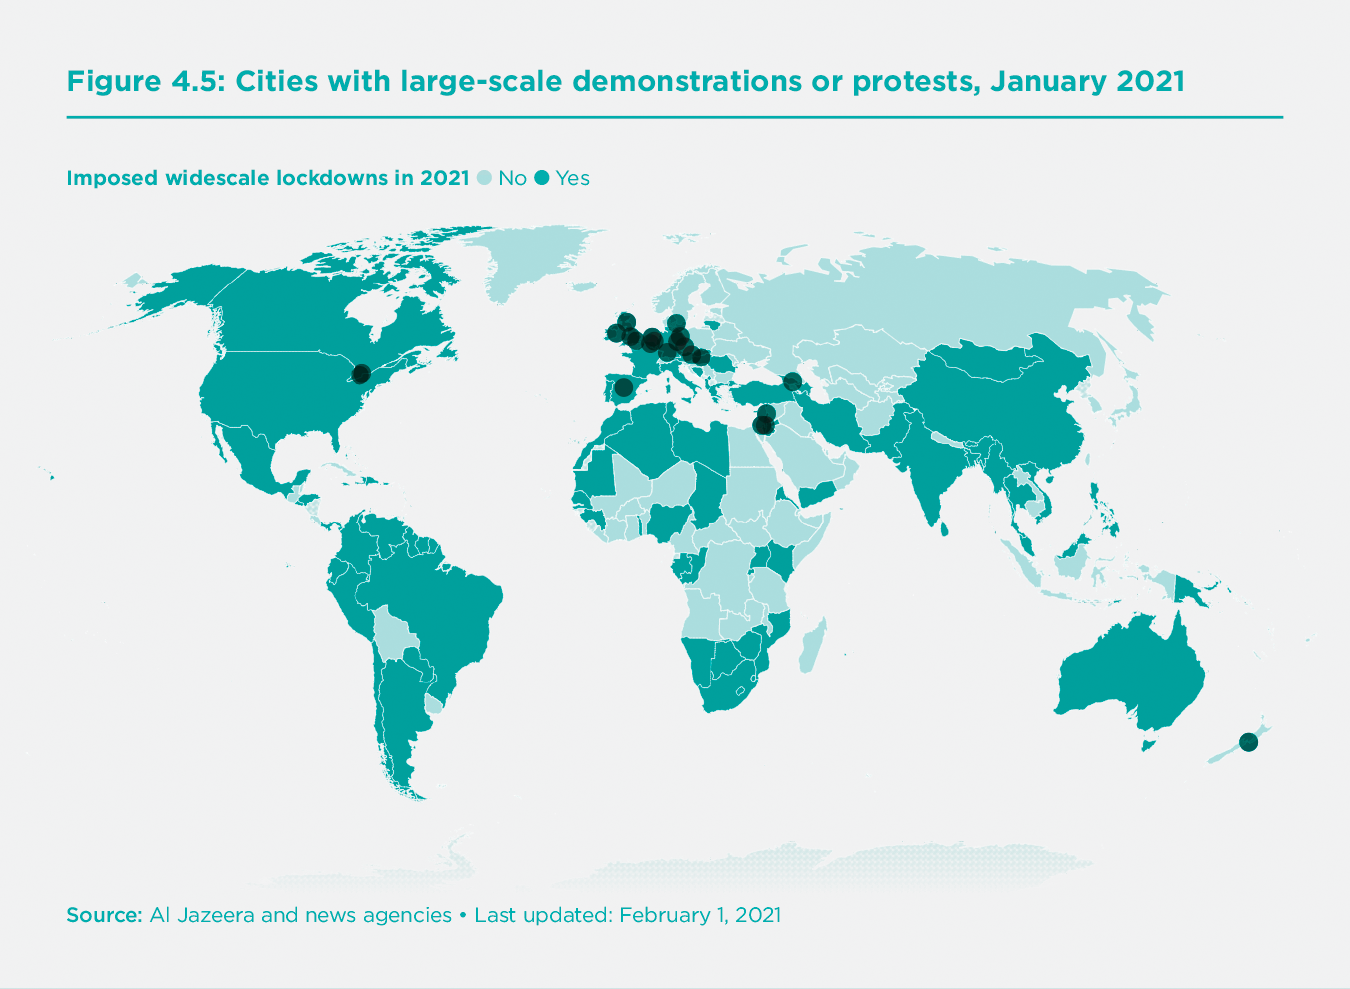 Figure 4.5: Cities with large-scale demonstrations or protests, January 2021
Imposed widescale lockdowns in 2021 No Yes
Source: Al Jazeera and news agencies • Last updated: February 1, 2021